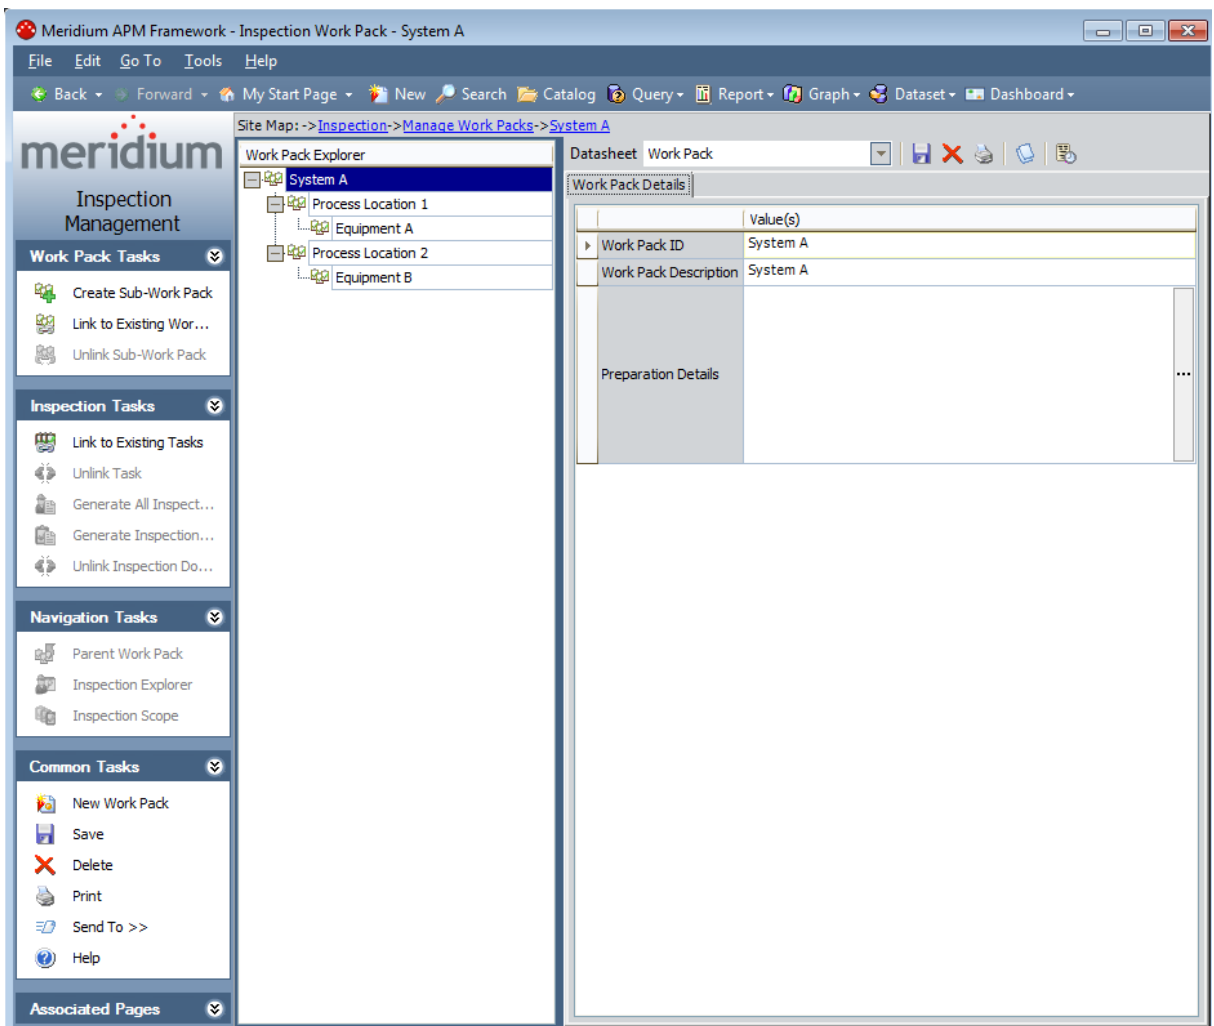 Meridium APM Framework - Inspection Work Pack - System A
File Edit Go To Tools Help
Back Forward My Start Page New Search Catalog Query Report Graph Dataset Dashboard
meridium
Inspection
Management
Work Pack Tasks
Create Sub-Work Pack
Link to Existing Wor...
Unlink Sub-Work Pack
Inspection Tasks
Link to Existing Tasks
Unlink Task
Generate All Inspect...
Generate Inspection...
Unlink Inspection Do...
Navigation Tasks
Parent Work Pack
Inspection Explorer
Inspection Scope
Common Tasks
New Work Pack
Save
Delete
Print
Send To >>
Help
Associated Pages
Site Map: ->Inspection->Manage Work Packs->System A
Work Pack Explorer
System A
Process Location 1
Equipment A
Process Location 2
Equipment B
Datasheet Work Pack
Work Pack Details
Value(s)
Work Pack ID System A
Work Pack Description System A
Preparation Details ...